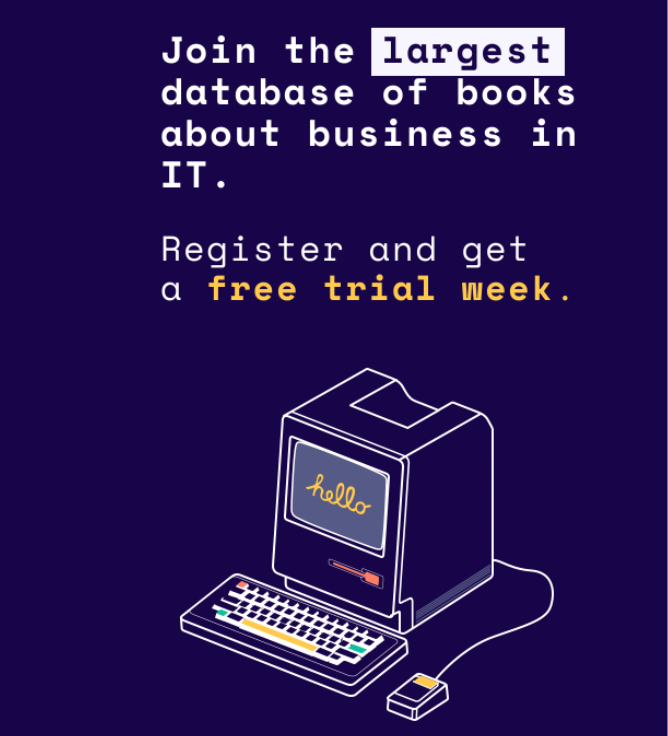 Join the largest
database of books
about business in
IT.
Register and get
a free trial week.
hello